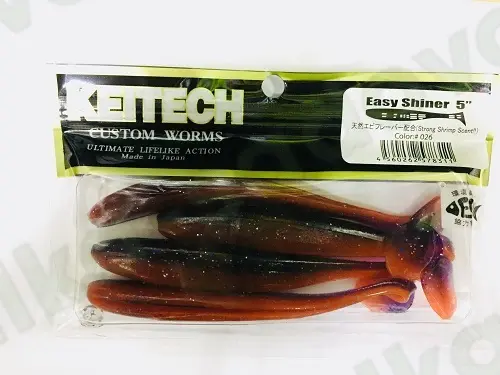 KEITECH
CUSTOM WORMS
ULTIMATE LIFELIKE ACTION
Made in Japan
Easy Shiner 5"
天然エビフレーバー配合(Strong Shrimp Scent!!)
Color:# 026